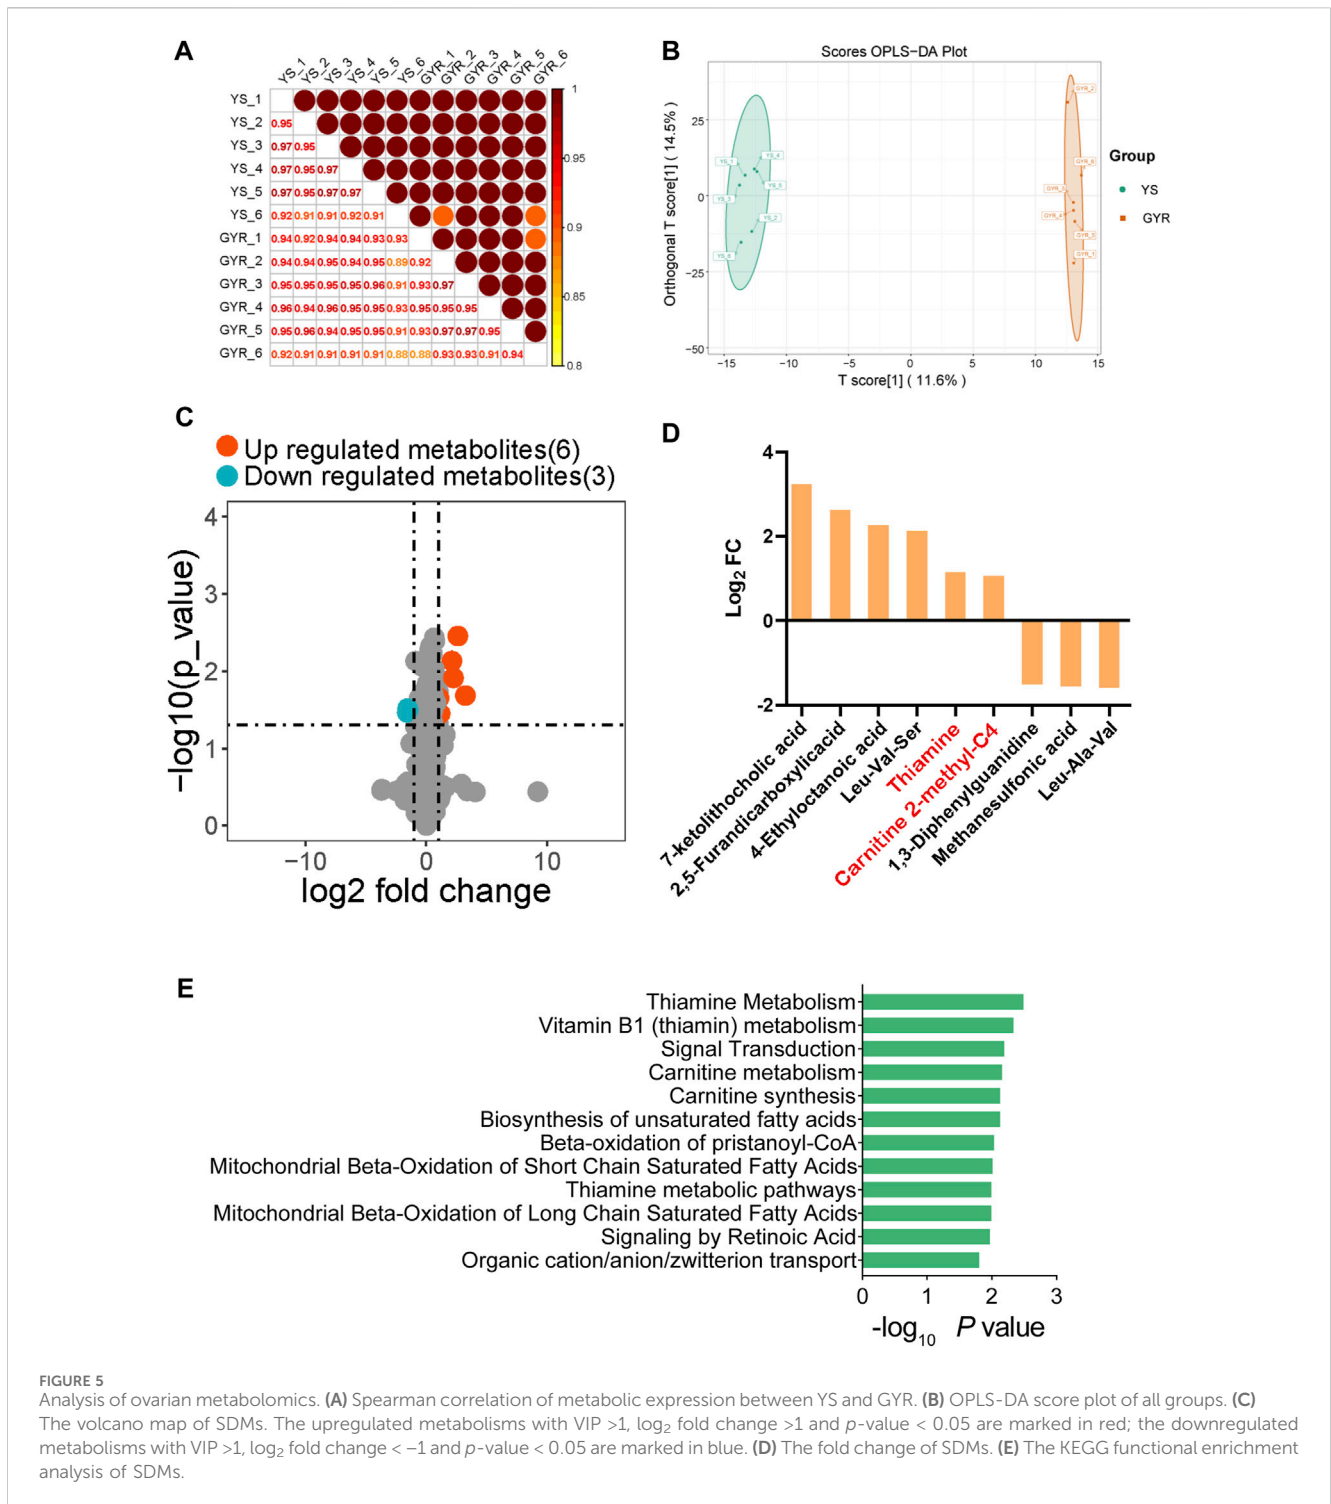 A
YS_1 YS_2 YS_3 YS_4 YS_5 YS_6 GYR_1 GYR_2 GYR_3 GYR_4 GYR_5 GYR_6
YS_1
YS_2 0.95
YS_3 0.97 0.95
YS_4 0.97 0.95 0.97
YS_5 0.97 0.95 0.97 0.97
YS_6 0.92 0.91 0.91 0.92 0.91
GYR_1 0.94 0.92 0.94 0.94 0.93 0.93
GYR_2 0.94 0.94 0.95 0.94 0.95 0.89 0.92
GYR_3 0.95 0.95 0.95 0.95 0.96 0.91 0.93 0.97
GYR_4 0.96 0.94 0.96 0.95 0.95 0.93 0.95 0.95 0.95
GYR_5 0.95 0.96 0.94 0.95 0.95 0.91 0.93 0.97 0.97 0.95
GYR_6 0.92 0.91 0.91 0.91 0.91 0.88 0.88 0.93 0.93 0.91 0.94
1
0.95
0.9
0.85
0.8
B
Scores OPLS-DA Plot
Orthogonal T score[1] ( 14.5% )
25
0
−25
−50
−15 −10 −5 0 5 10 15
T score[1] ( 11.6% )
YS_1
YS_4
YS_5
YS_3
YS_2
YS_6
GYR_2
GYR_6
GYR_3
GYR_4
GYR_5
GYR_1
Group
YS
GYR
C
Up regulated metabolites(6)
Down regulated metabolites(3)
−log10(p_value)
4
3
2
1
0
−10 0 10
log2 fold change
D
Log2 FC
4
2
0
-2
7-ketolithocholic acid
2,5-Furandicarboxylicacid
4-Ethyloctanoic acid
Leu-Val-Ser
Thiamine
Carnitine 2-methyl-C4
1,3-Diphenylguanidine
Methanesulfonic acid
Leu-Ala-Val
E
Thiamine Metabolism
Vitamin B1 (thiamin) metabolism
Signal Transduction
Carnitine metabolism
Carnitine synthesis
Biosynthesis of unsaturated fatty acids
Beta-oxidation of pristanoyl-CoA
Mitochondrial Beta-Oxidation of Short Chain Saturated Fatty Acids
Thiamine metabolic pathways
Mitochondrial Beta-Oxidation of Long Chain Saturated Fatty Acids
Signaling by Retinoic Acid
Organic cation/anion/zwitterion transport
0 1 2 3
-log10 P value
FIGURE 5
Analysis of ovarian metabolomics. (A) Spearman correlation of metabolic expression between YS and GYR. (B) OPLS-DA score plot of all groups. (C)
The volcano map of SDMs. The upregulated metabolisms with VIP >1, log2 fold change >1 and p-value < 0.05 are marked in red; the downregulated
metabolisms with VIP >1, log2 fold change < −1 and p-value < 0.05 are marked in blue. (D) The fold change of SDMs. (E) The KEGG functional enrichment
analysis of SDMs.